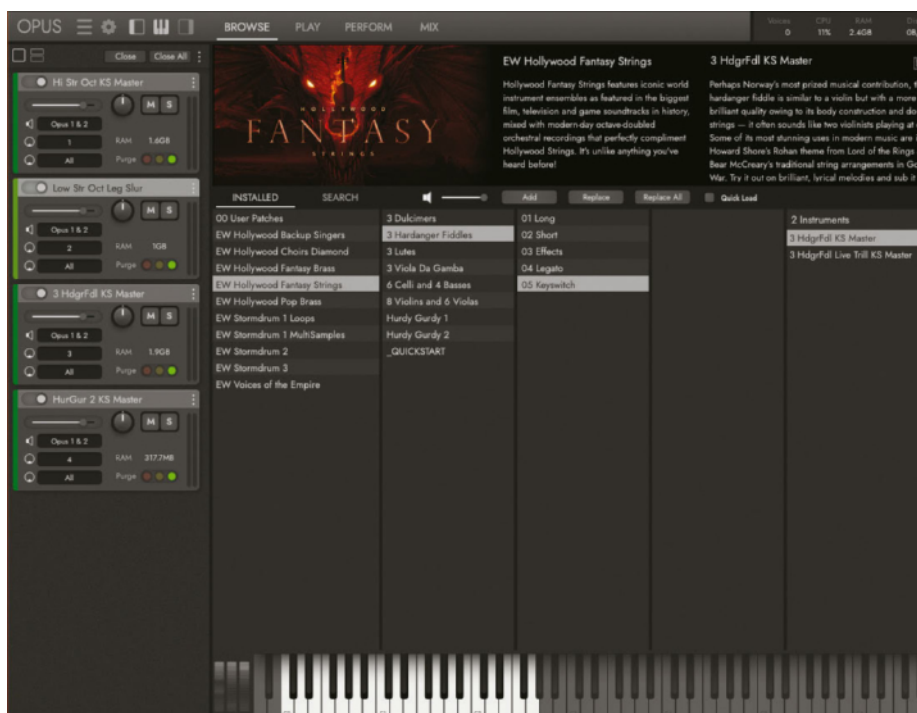 OPUS
BROWSE PLAY PERFORM MIX
Voices CPU RAM
0 11% 2.4GB 08,
Close Close All
Hi Str Oct KS Master
M S
Opus 1 & 2
1 RAM 1.6GB
All Purge
Low Str Oct Leg Slur
M S
Opus 1 & 2
2 RAM 1GB
All Purge
3 HdgrFdl KS Master
M S
Opus 1 & 2
3 RAM 1.9GB
All Purge
HurGur 2 KS Master
M S
Opus 1 & 2
4 RAM 317.7MB
All Purge
HOLLYWOOD
FANTASY
STRINGS
EW Hollywood Fantasy Strings
Hollywood Fantasy Strings features iconic world
instrument ensembles as featured in the biggest
film, television and game soundtracks in history,
mixed with modern-day octave-doubled
orchestral recordings that perfectly compliment
Hollywood Strings. It's unlike anything you've
heard before!
3 HdgrFdl KS Master
Perhaps Norway's most prized musical contribution,
hardanger fiddle is similar to a violin but with a more
brilliant quality owing to its body construction and do
strings — it often sounds like two violinists playing at
Some of its most stunning uses in modern music are
Howard Shore's Rohan theme from Lord of the Rings
Bear McCreary's traditional string arrangements in Go
War. Try it out on brilliant, lyrical melodies and sub it
INSTALLED SEARCH Add Replace Replace All Quick Load
00 User Patches
EW Hollywood Backup Singers
EW Hollywood Choirs Diamond
EW Hollywood Fantasy Brass
EW Hollywood Fantasy Strings
EW Hollywood Pop Brass
EW Stormdrum 1 Loops
EW Stormdrum 1 MultiSamples
EW Stormdrum 2
EW Stormdrum 3
EW Voices of the Empire
3 Dulcimers
3 Hardanger Fiddles
3 Lutes
3 Viola Da Gamba
6 Celli and 4 Basses
8 Violins and 6 Violas
Hurdy Gurdy 1
Hurdy Gurdy 2
_QUICKSTART
01 Long
02 Short
03 Effects
04 Legato
05 Keyswitch
2 Instruments
3 HdgrFdl KS Master
3 HdgrFdl Live Trill KS Master